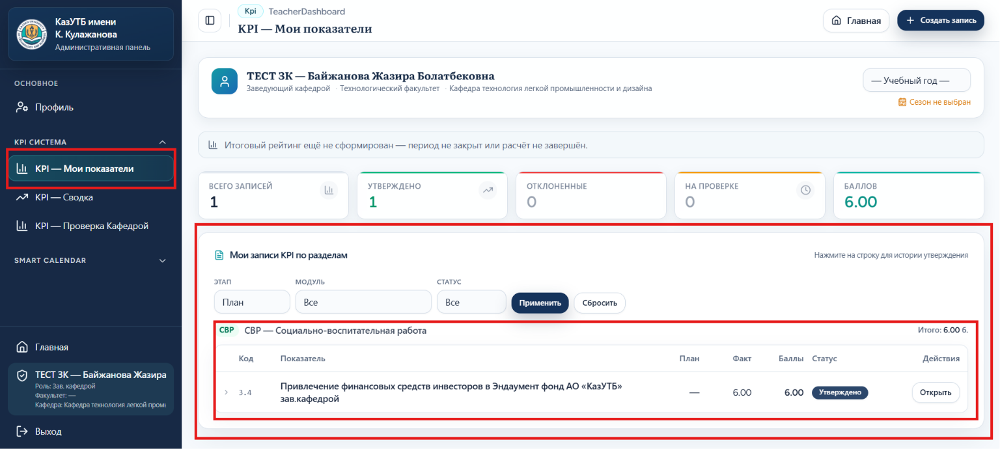 КазУТБ имени
К. Кулажанова
Административная панель
ОСНОВНОЕ
Профиль
KPI СИСТЕМА
KPI — Мои показатели
KPI — Сводка
KPI — Проверка Кафедрой
SMART CALENDAR
Главная
ТЕСТ ЗК — Байжанова Жазира
Роль: Зав. кафедрой
Факультет: —
Кафедра: Кафедра технология легкой промы
Выход
Kpi TeacherDashboard
KPI — Мои показатели
Главная
+ Создать запись
ТЕСТ ЗК — Байжанова Жазира Болатбековна
Заведующий кафедрой · Технологический факультет · Кафедра технология легкой промышленности и дизайна
— Учебный год —
Сезон не выбран
Итоговый рейтинг ещё не сформирован — период не закрыт или расчёт не завершён.
ВСЕГО ЗАПИСЕЙ
1
УТВЕРЖДЕНО
1
ОТКЛОНЕННЫЕ
0
НА ПРОВЕРКЕ
0
БАЛЛОВ
6.00
Мои записи KPI по разделам
Нажмите на строку для истории утверждения
ЭТАП МОДУЛЬ СТАТУС
План Все Все Применить Сбросить
СВР СВР — Социально-воспитательная работа Итого: 6.00 б.
Код Показатель План Факт Баллы Статус Действия
3.4 Привлечение финансовых средств инвесторов в Эндаумент фонд АО «КазУТБ» — 6.00 6.00 Утверждено Открыть
зав.кафедрой